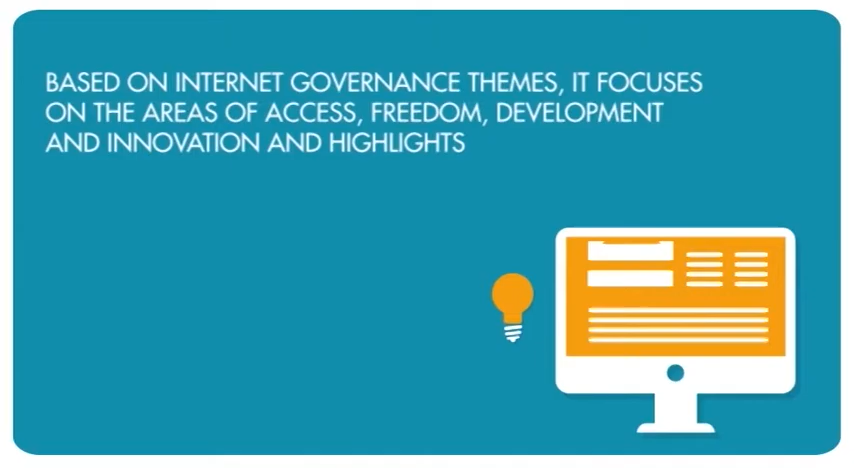 BASED ON INTERNET GOVERNANCE THEMES, IT FOCUSES
ON THE AREAS OF ACCESS, FREEDOM, DEVELOPMENT
AND INNOVATION AND HIGHLIGHTS